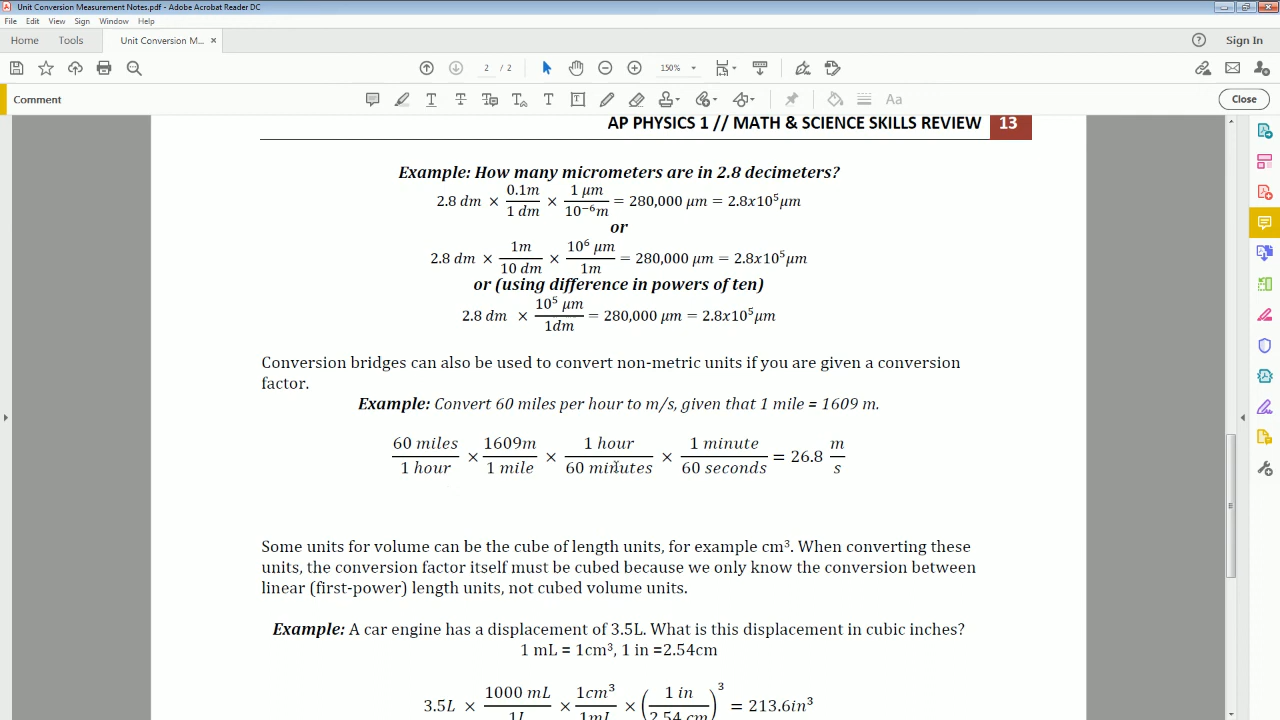 Unit Conversion Measurement Notes.pdf - Adobe Acrobat Reader DC
File Edit View Sign Window Help
Home Tools Unit Conversion M... × Sign In
2 / 2 150%
Comment Aa Close
AP PHYSICS 1 // MATH & SCIENCE SKILLS REVIEW 13
Example: How many micrometers are in 2.8 decimeters?
2.8 dm × 0.1m/1 dm × 1 μm/10⁻⁶m = 280,000 μm = 2.8x10⁵μm
or
2.8 dm × 1m/10 dm × 10⁶ μm/1m = 280,000 μm = 2.8x10⁵μm
or (using difference in powers of ten)
2.8 dm × 10⁵ μm/1dm = 280,000 μm = 2.8x10⁵μm
Conversion bridges can also be used to convert non-metric units if you are given a conversion
factor.
Example: Convert 60 miles per hour to m/s, given that 1 mile = 1609 m.
60 miles/1 hour × 1609m/1 mile × 1 hour/60 minutes × 1 minute/60 seconds = 26.8 m/s
Some units for volume can be the cube of length units, for example cm³. When converting these
units, the conversion factor itself must be cubed because we only know the conversion between
linear (first-power) length units, not cubed volume units.
Example: A car engine has a displacement of 3.5L. What is this displacement in cubic inches?
1 mL = 1cm³, 1 in =2.54cm
3.5L × 1000 mL/1L × 1cm³/1mL × (1 in/2.54 cm)³ = 213.6in³